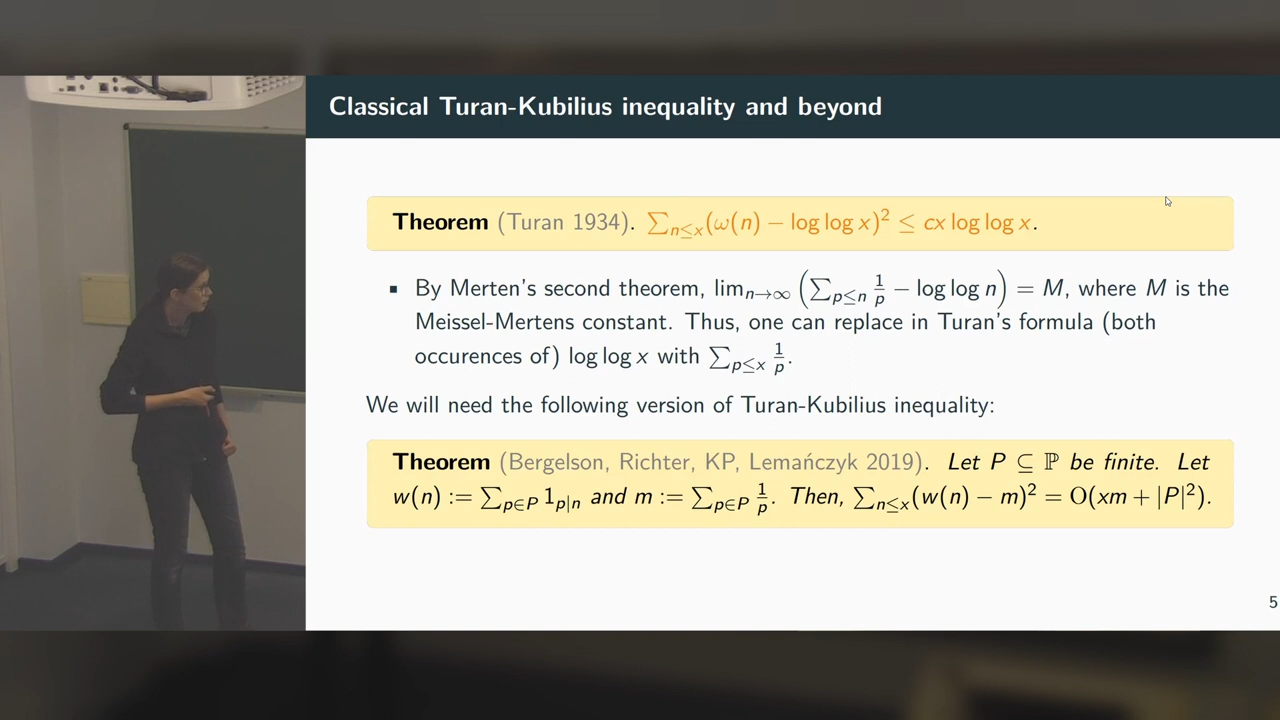 Classical Turan-Kubilius inequality and beyond
Theorem (Turan 1934). ∑_{n≤x}(ω(n) − log log x)² ≤ cx log log x.
▪ By Merten's second theorem, lim_{n→∞} (∑_{p≤n} 1/p − log log n) = M, where M is the
Meissel-Mertens constant. Thus, one can replace in Turan's formula (both
occurences of) log log x with ∑_{p≤x} 1/p.
We will need the following version of Turan-Kubilius inequality:
Theorem (Bergelson, Richter, KP, Lemańczyk 2019). Let P ⊆ ℙ be finite. Let
w(n) := ∑_{p∈P} 1_{p|n} and m := ∑_{p∈P} 1/p. Then, ∑_{n≤x}(w(n) − m)² = O(xm + |P|²).
5